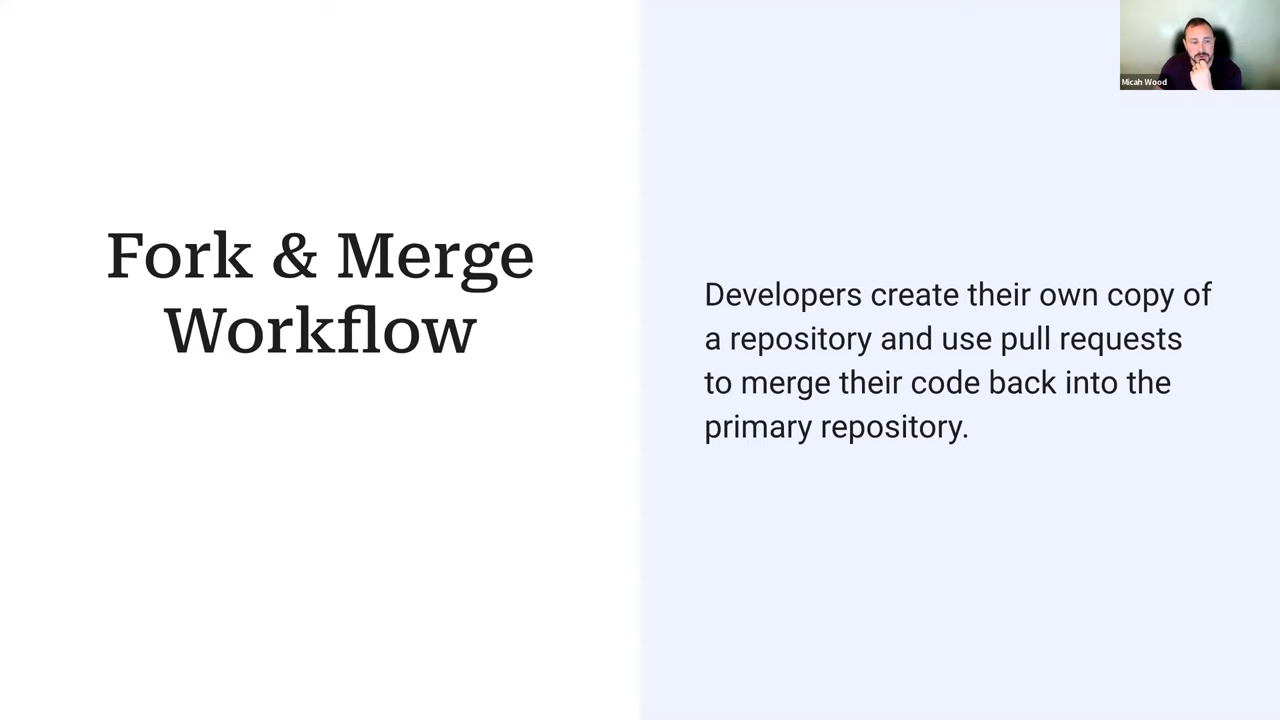 Micah Wood
Fork & Merge
Workflow
Developers create their own copy of
a repository and use pull requests
to merge their code back into the
primary repository.